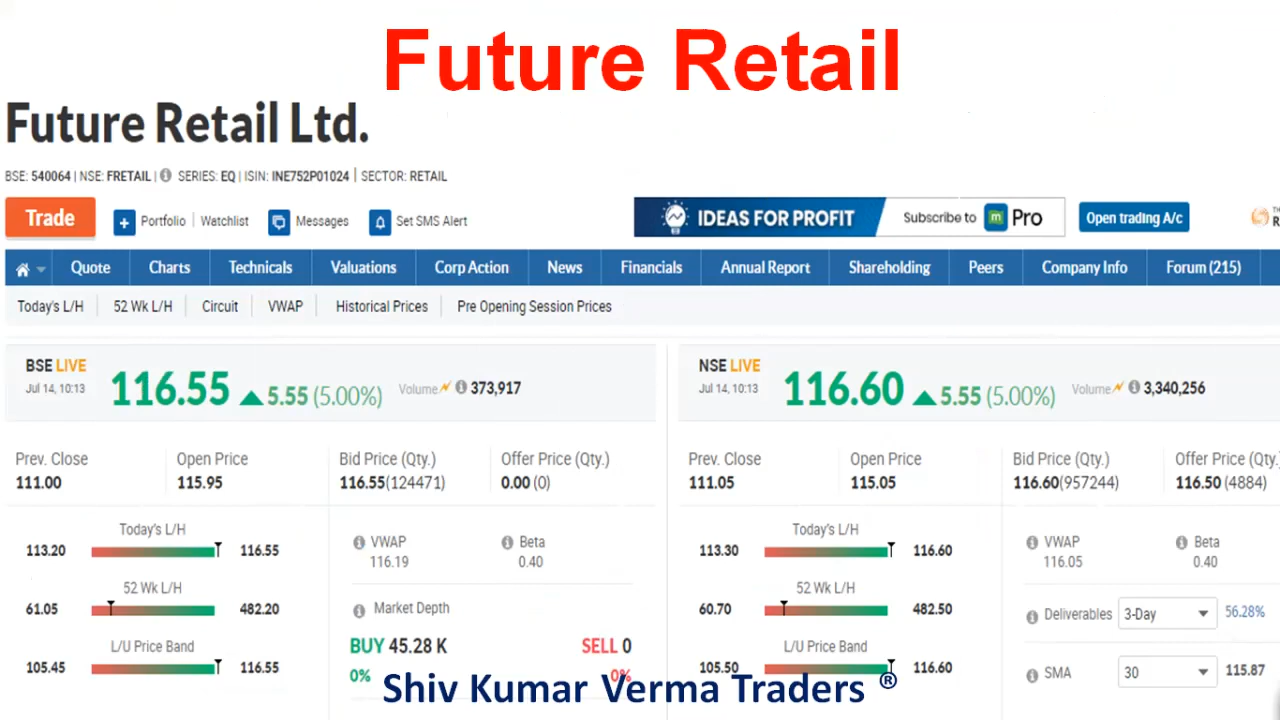 Future Retail
Future Retail Ltd.
BSE: 540064 | NSE: FRETAIL | SERIES: EQ | ISIN: INE752P01024 | SECTOR: RETAIL
Trade + Portfolio | Watchlist Messages Set SMS Alert IDEAS FOR PROFIT Subscribe to m Pro Open trading A/c
Quote Charts Technicals Valuations Corp Action News Financials Annual Report Shareholding Peers Company Info Forum (215)
Today's L/H 52 Wk L/H Circuit VWAP Historical Prices Pre Opening Session Prices
BSE LIVE
Jul 14, 10:13
116.55 5.55 (5.00%) Volume 373,917
NSE LIVE
Jul 14, 10:13
116.60 5.55 (5.00%) Volume 3,340,256
Prev. Close Open Price Bid Price (Qty.) Offer Price (Qty.)
111.00 115.95 116.55(124471) 0.00 (0)
Prev. Close Open Price Bid Price (Qty.) Offer Price (Qty.)
111.05 115.05 116.60(957244) 116.50 (4884)
Today's L/H
113.20 116.55
52 Wk L/H
61.05 482.20
L/U Price Band
105.45 116.55
VWAP Beta
116.19 0.40
Market Depth
BUY 45.28 K SELL 0
0% 0%
Today's L/H
113.30 116.60
52 Wk L/H
60.70 482.50
L/U Price Band
105.50 116.60
VWAP Beta
116.05 0.40
Deliverables 3-Day 56.28%
SMA 30 115.87
Shiv Kumar Verma Traders ®